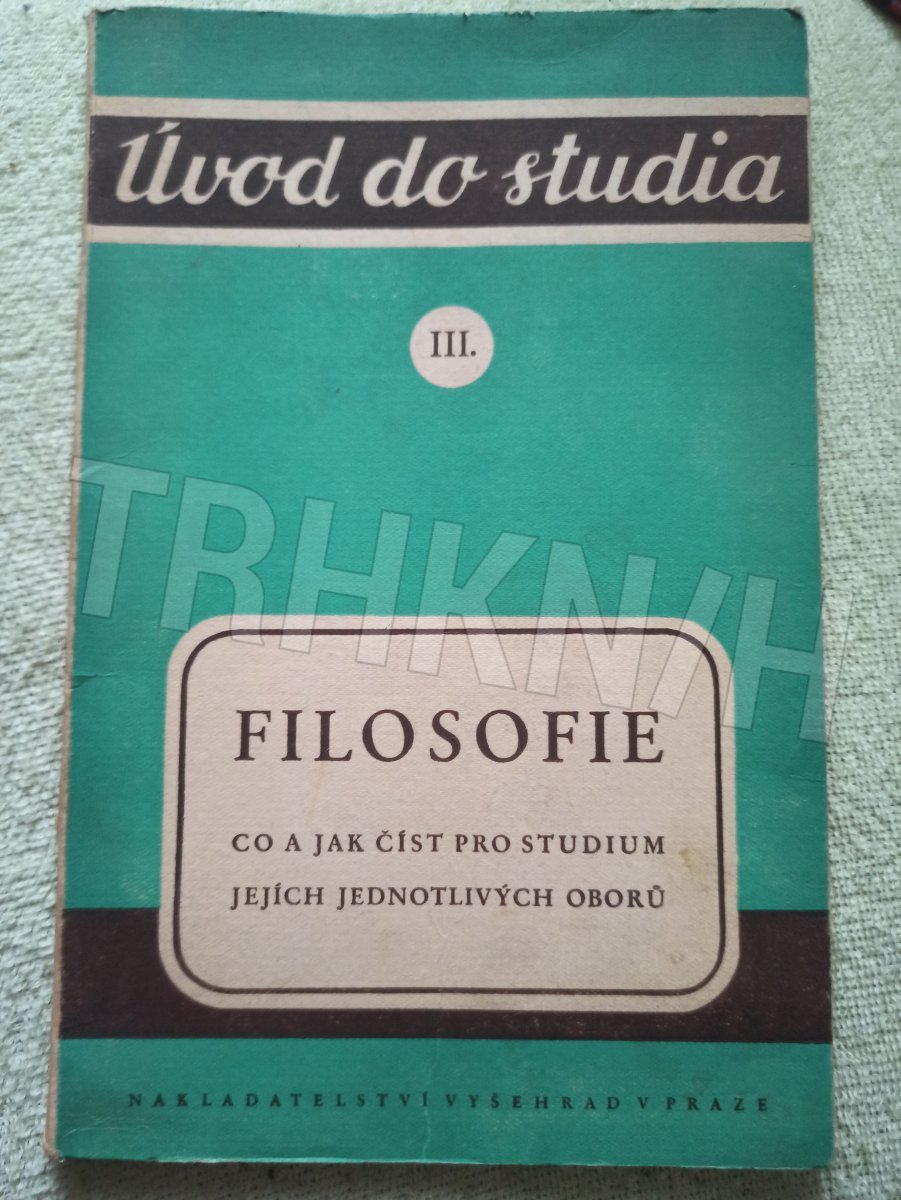 Úvod do studia
III.
TRHKNIH
FILOSOFIE
CO A JAK ČÍST PRO STUDIUM
JEJÍCH JEDNOTLIVÝCH OBORŮ
NAKLADATELSTVÍ VYŠEHRAD V PRAZE